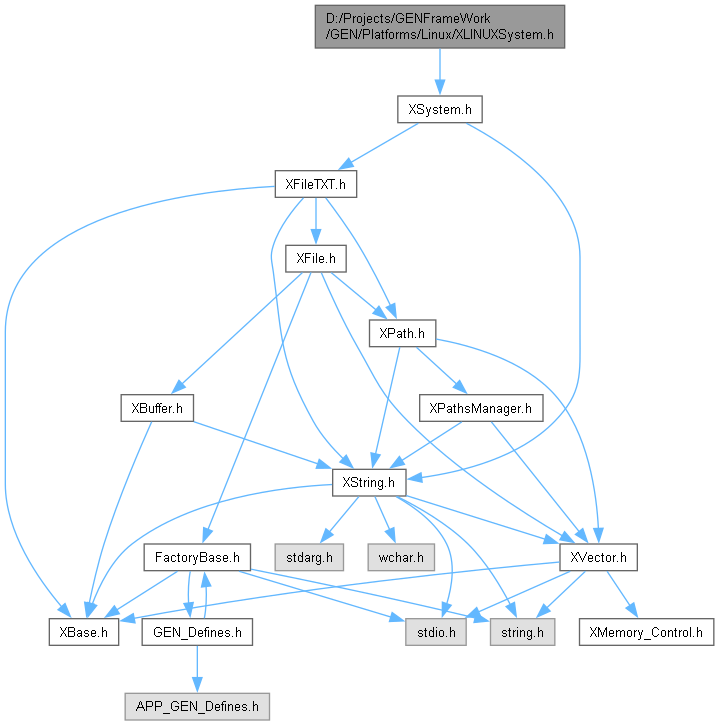 D:/Projects/GENFrameWork
/GEN/Platforms/Linux/XLINUXSystem.h
XSystem.h
XFileTXT.h
XFile.h
XPath.h
XBuffer.h
XPathsManager.h
XString.h
stdarg.h
wchar.h
FactoryBase.h
XVector.h
XBase.h
GEN_Defines.h
stdio.h
string.h
XMemory_Control.h
APP_GEN_Defines.h